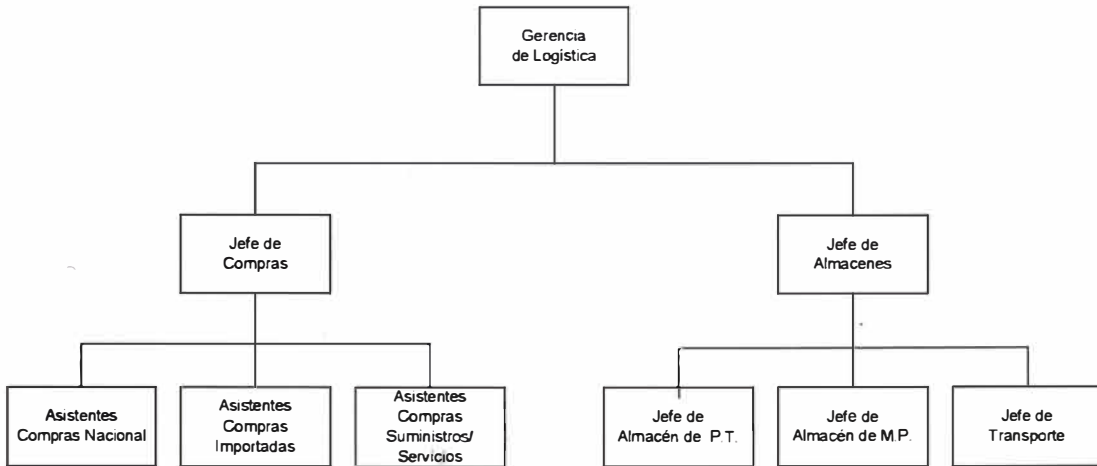 Gerencia
de Logística
Jefe de
Compras
Jefe de
Almacenes
Asistentes
Compras Nacional
Asistentes
Compras
Importadas
Asistentes
Compras
Suministros/
Servicios
Jefe de
Almacén de P.T.
Jefe de
Almacén de M.P.
Jefe de
Transporte